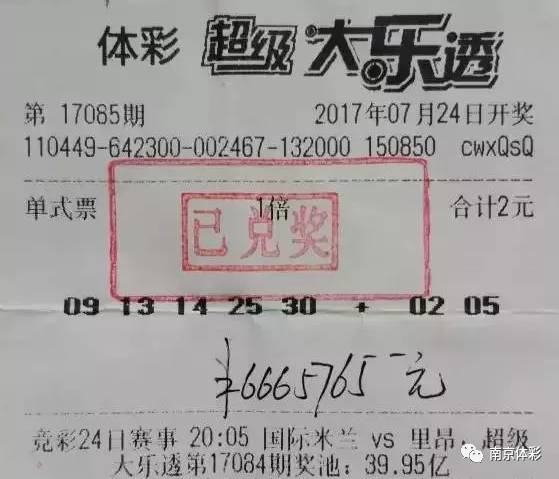 体彩 超级大乐透
第 17085期 2017年07月24日开奖
110449-642300-002467-132000 150850 cwxQsQ
单式票 1倍 合计2元
已兑奖
09 13 14 25 30 + 02 05
¥6665765-元
竞彩24日赛事 20:05 国际米兰 vs 里昂，超级
大乐透第17084期奖池：39.95亿
南京体彩